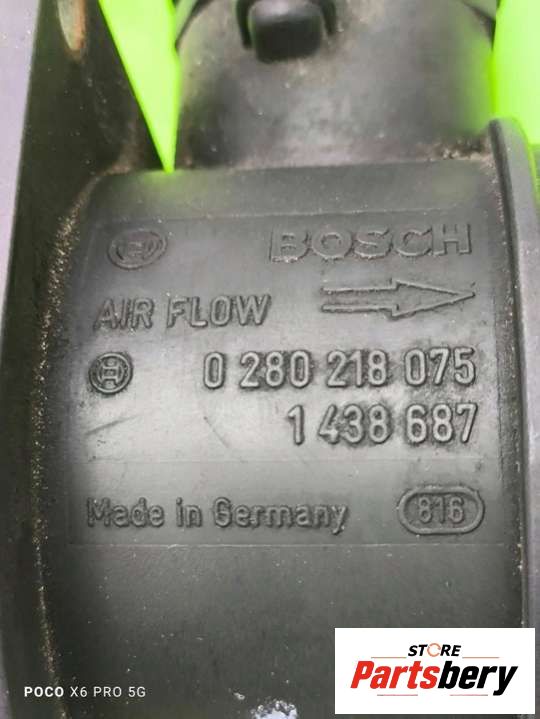 BOSCH
AIR FLOW
0 280 218 075
1 438 687
Made in Germany 816
POCO X6 PRO 5G
STORE
Partsbery